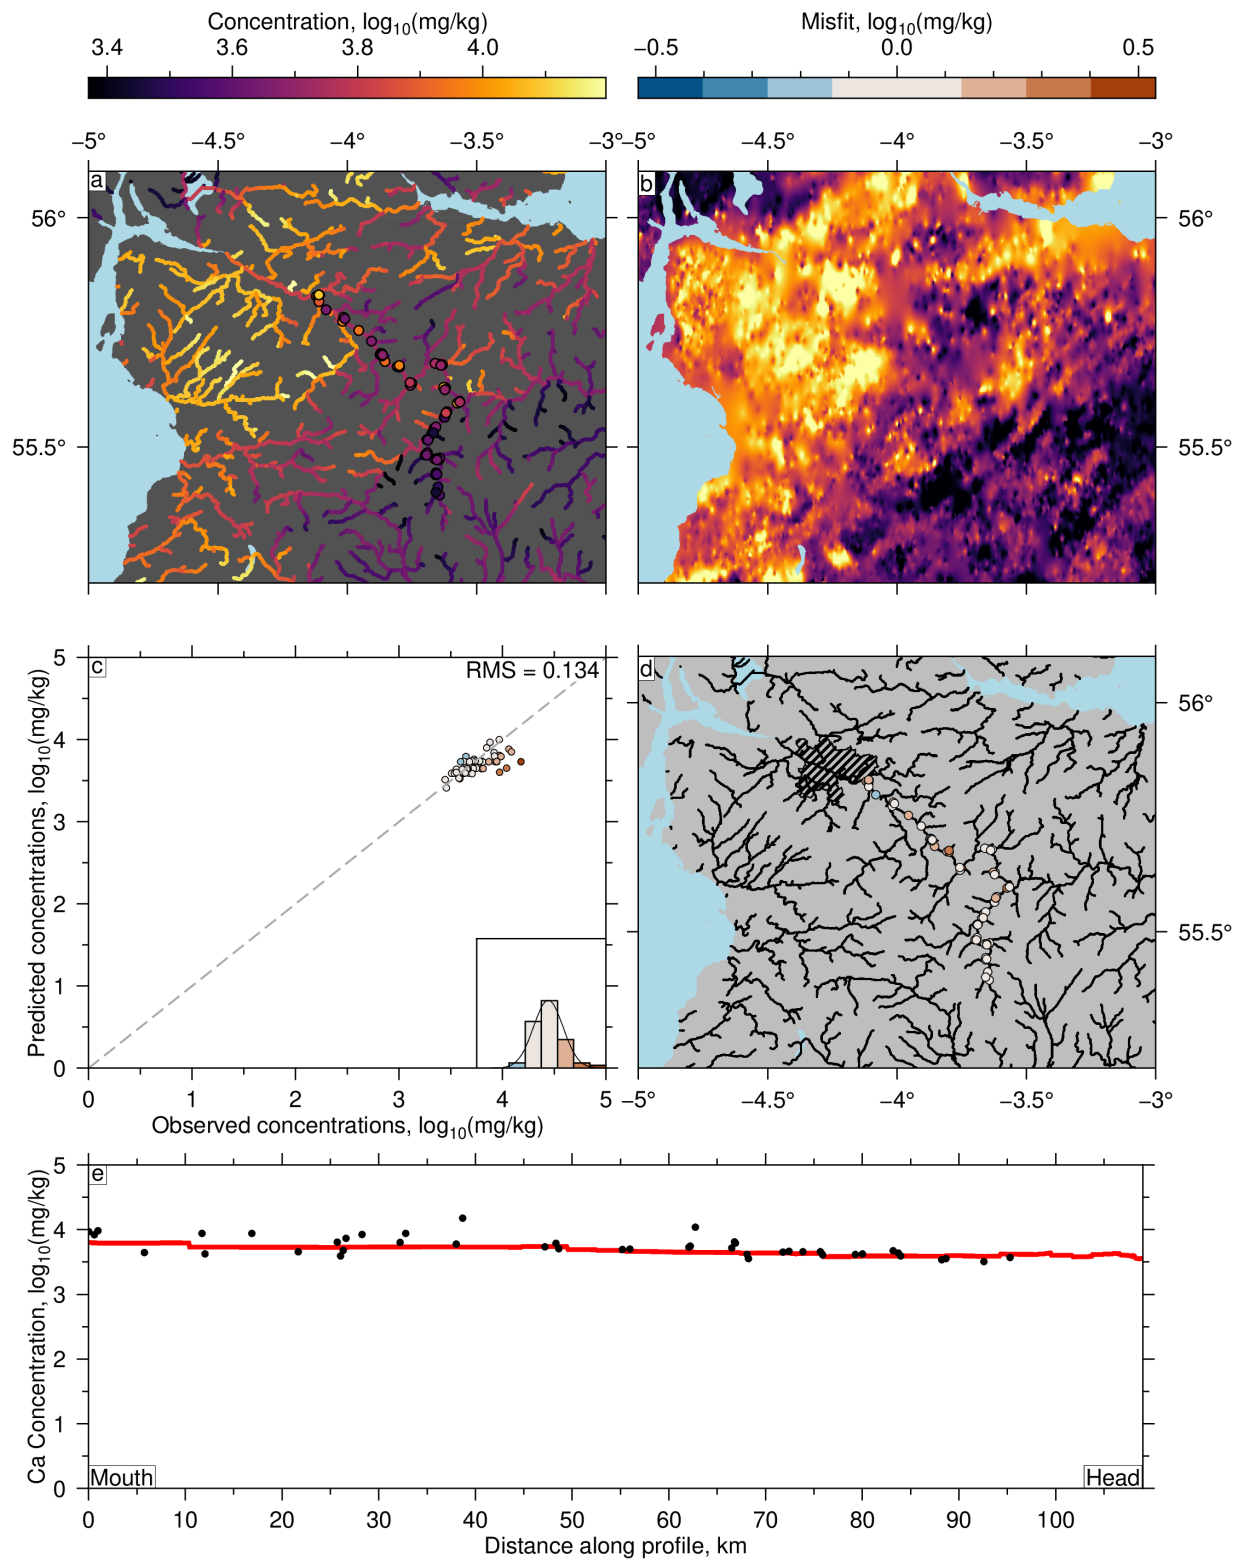 Concentration, log10(mg/kg)
Misfit, log10(mg/kg)
3.4 3.6 3.8 4.0
−0.5 0.0 0.5
−5° −4.5° −4° −3.5° −3°
−5° −4.5° −4° −3.5° −3°
a
b
56°
56°
55.5°
55.5°
c
RMS = 0.134
d
5
4
3
2
1
0
Predicted concentrations, log10(mg/kg)
56°
55.5°
0 1 2 3 4 5
−5° −4.5° −4° −3.5° −3°
Observed concentrations, log10(mg/kg)
e
5
4
3
2
1
0
Ca Concentration, log10(mg/kg)
Mouth
Head
0 10 20 30 40 50 60 70 80 90 100
Distance along profile, km